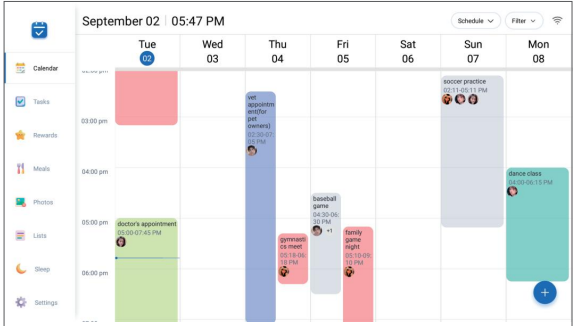 September 02 05:47 PM
Schedule
Filter
Tue
02
Wed
03
Thu
04
Fri
05
Sat
06
Sun
07
Mon
08
Calendar
Tasks
Rewards
Meals
Photos
Lists
Sleep
Settings
03:00 pm
04:00 pm
05:00 pm
06:00 pm
doctor's appointment
05:00-07:45 PM
vet
appointm
ent(for
pet
owners)
02:30-07:
09 PM
gymnasti
cs meet
05:18-06:
18 PM
baseball
game
04:30-06:
30 PM
+1
family
game
night
05:10-09:
10 PM
soccer practice
02:11-05:11 PM
dance class
04:00-06:15 PM
+